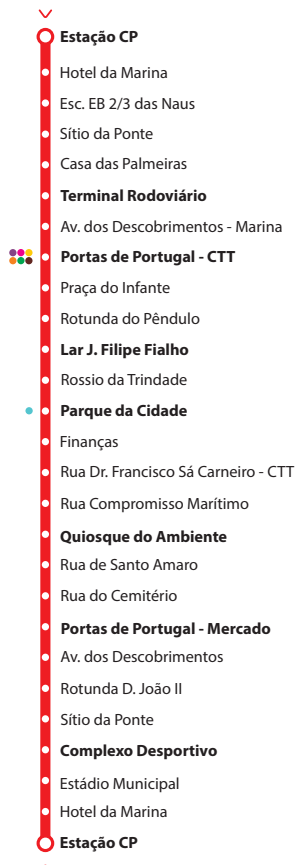 Estação CP
Hotel da Marina
Esc. EB 2/3 das Naus
Sítio da Ponte
Casa das Palmeiras
Terminal Rodoviário
Av. dos Descobrimentos - Marina
Portas de Portugal - CTT
Praça do Infante
Rotunda do Pêndulo
Lar J. Filipe Fialho
Rossio da Trindade
Parque da Cidade
Finanças
Rua Dr. Francisco Sá Carneiro - CTT
Rua Compromisso Marítimo
Quiosque do Ambiente
Rua de Santo Amaro
Rua do Cemitério
Portas de Portugal - Mercado
Av. dos Descobrimentos
Rotunda D. João II
Sítio da Ponte
Complexo Desportivo
Estádio Municipal
Hotel da Marina
Estação CP